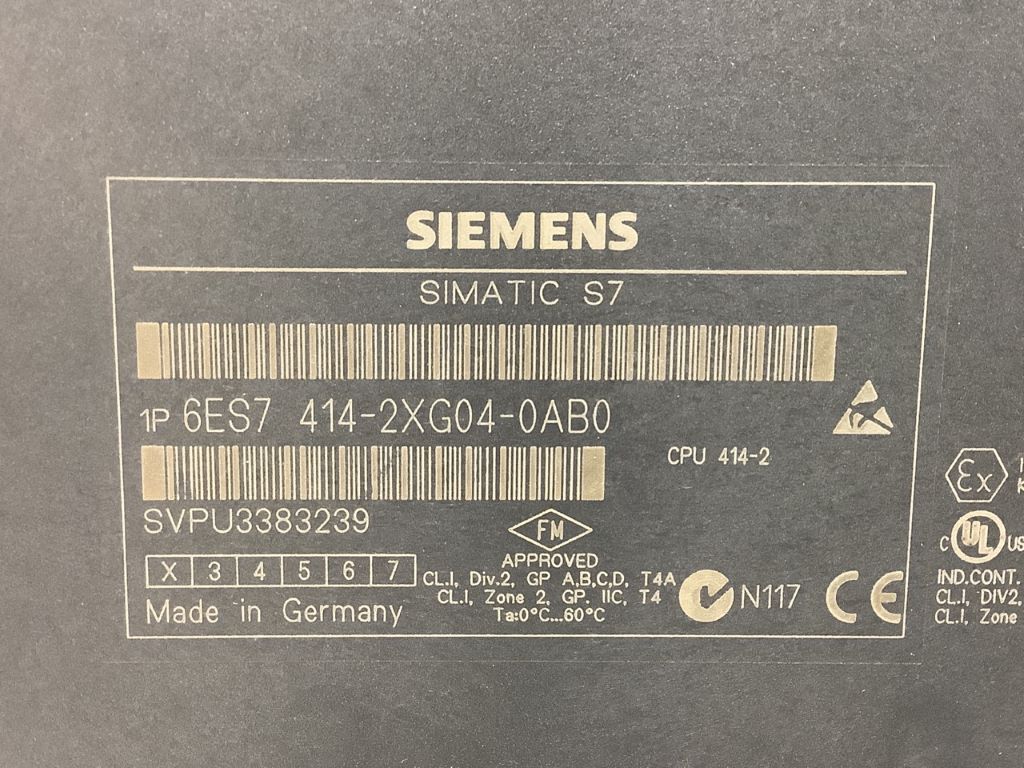 SIEMENS
SIMATIC S7
1P 6ES7 414-2XG04-0AB0
CPU 414-2
SVPU3383239
X 3 4 5 6 7
Made in Germany
FM
APPROVED
CL.I, Div.2, GP A,B,C,D, T4A
CL.I, Zone 2, GP. IIC, T4
Ta:0°C...60°C
N117
CE
Ex
C UL US
IND.CONT.
CL.I, DIV2,
CL.I, Zone